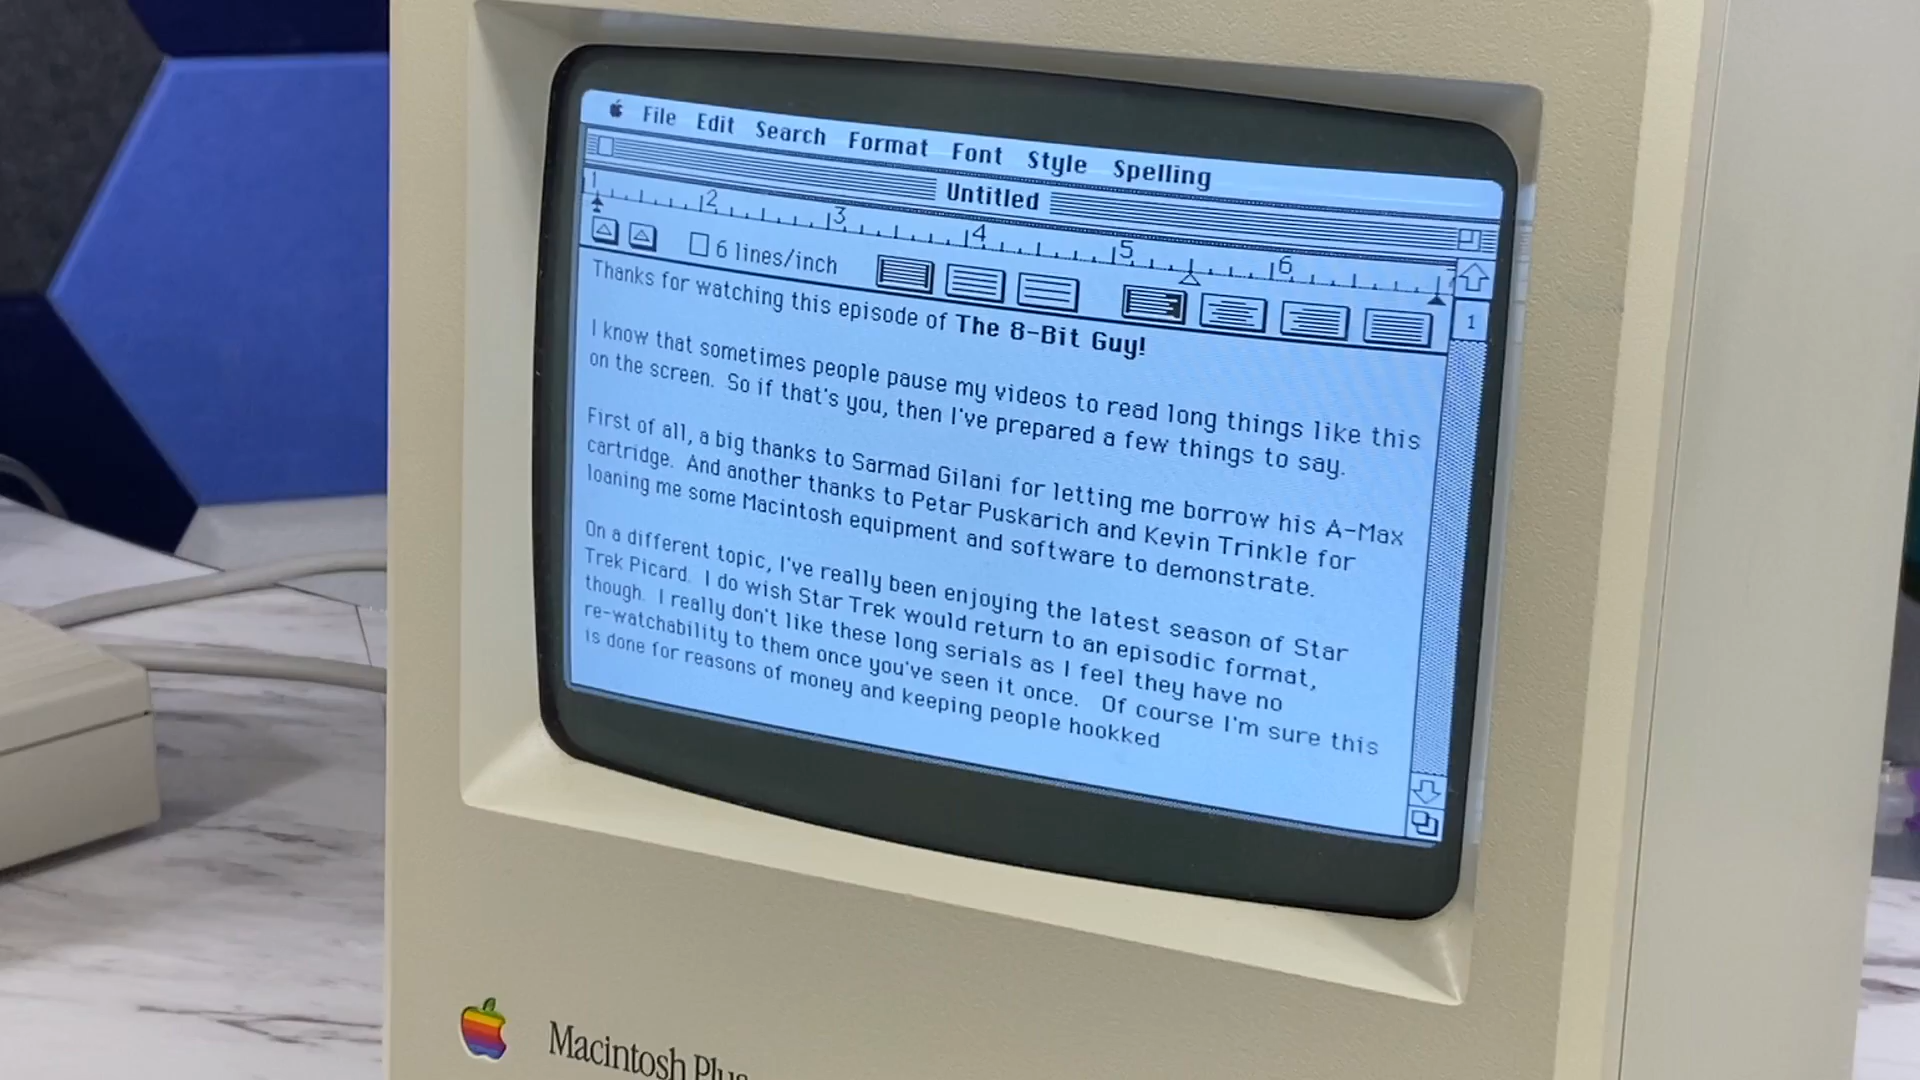 File Edit Search Format Font Style Spelling
Untitled
1 2 3 4 5 6 7
6 lines/inch
1
Thanks for watching this episode of The 8-Bit Guy!
I know that sometimes people pause my videos to read long things like this
on the screen. So if that's you, then I've prepared a few things to say.
First of all, a big thanks to Sarmad Gilani for letting me borrow his A-Max
cartridge. And another thanks to Petar Puskarich and Kevin Trinkle for
loaning me some Macintosh equipment and software to demonstrate.
On a different topic, I've really been enjoying the latest season of Star
Trek Picard. I do wish Star Trek would return to an episodic format,
though. I really don't like these long serials as I feel they have no
re-watchability to them once you've seen it once. Of course I'm sure this
is done for reasons of money and keeping people hookked
Macintosh Plus